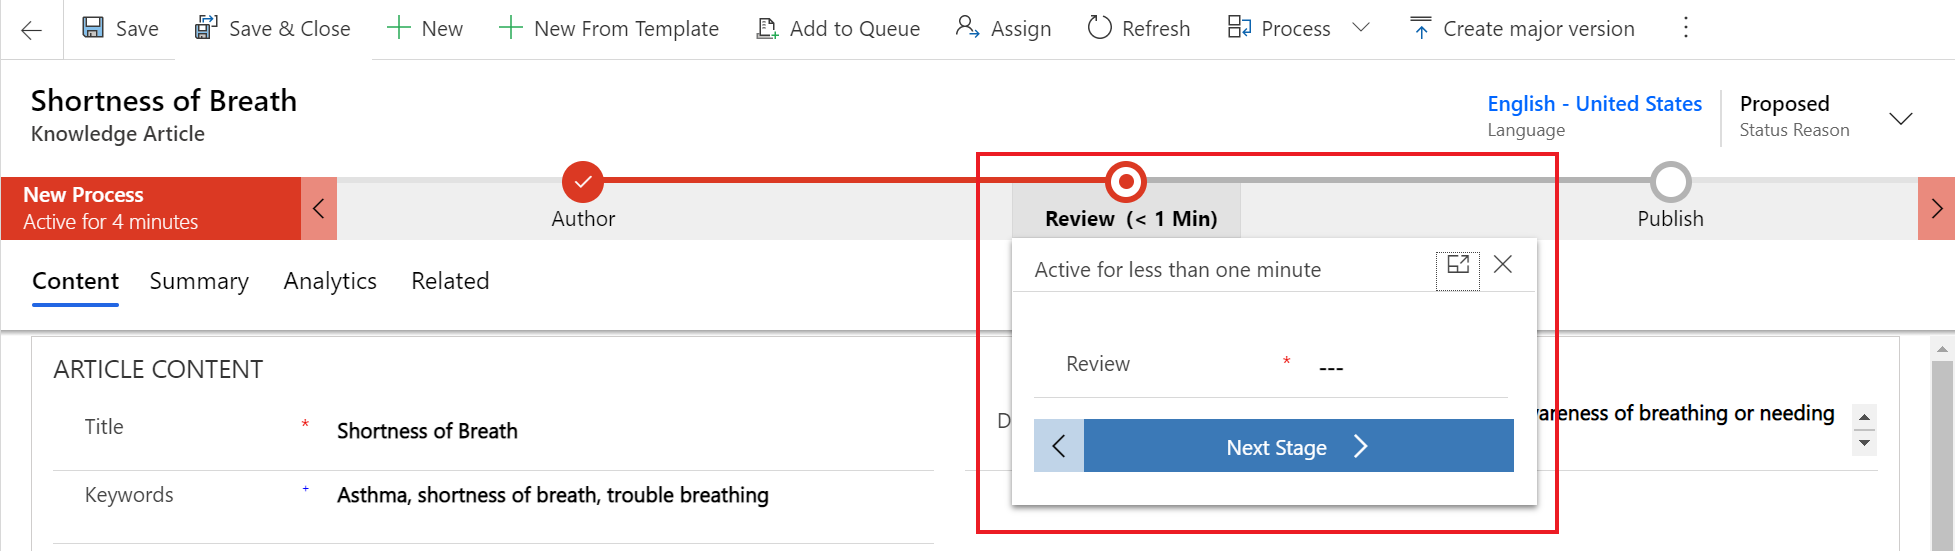 Save
Save & Close
New
New From Template
Add to Queue
Assign
Refresh
Process
Create major version
Shortness of Breath
Knowledge Article
English - United States
Language
Proposed
Status Reason
New Process
Active for 4 minutes
Author
Review (< 1 Min)
Publish
Content
Summary
Analytics
Related
Active for less than one minute
Review * ---
Next Stage
ARTICLE CONTENT
Title * Shortness of Breath
Keywords + Asthma, shortness of breath, trouble breathing
of breathing or needing